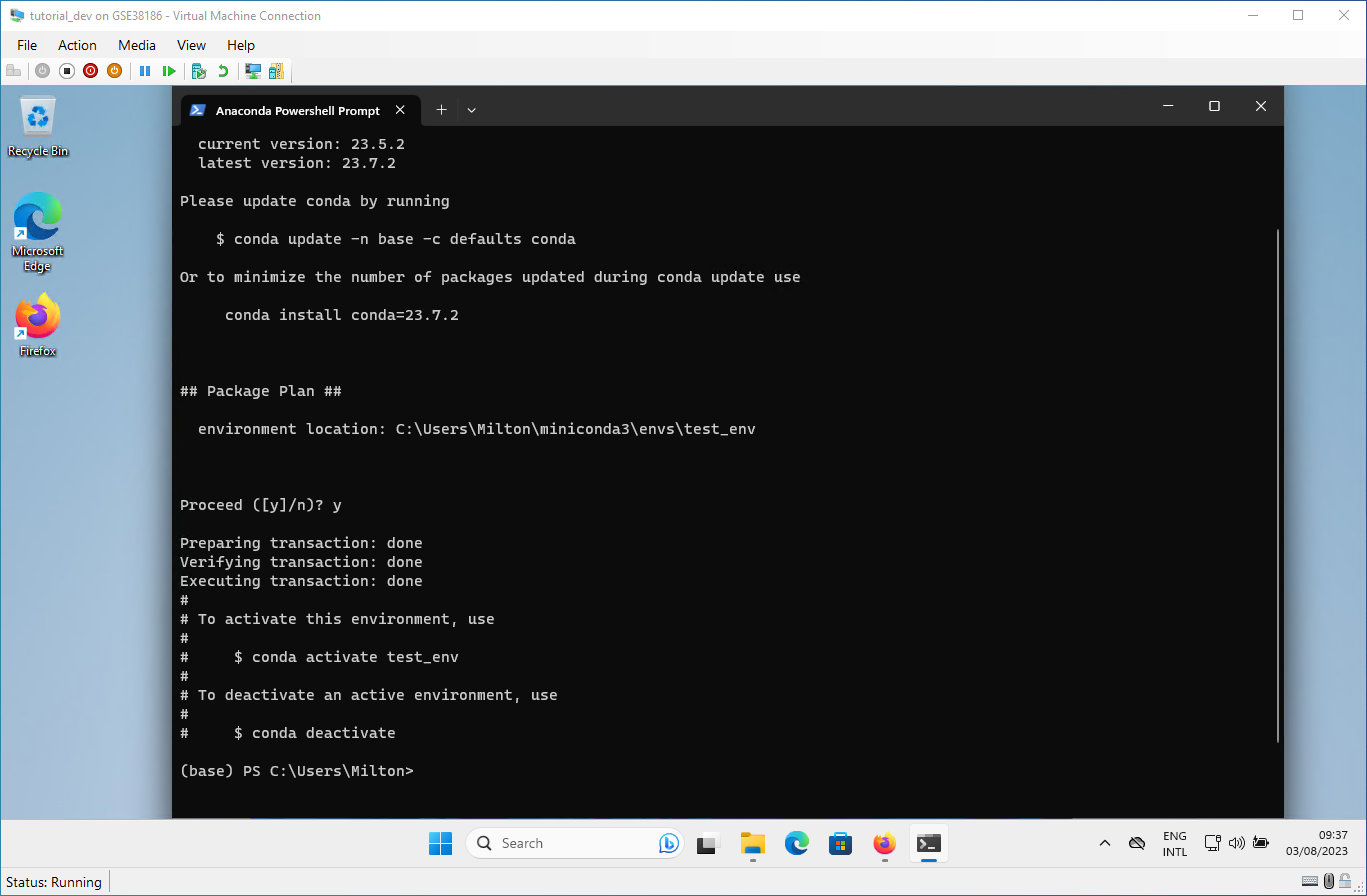 tutorial_dev on GSE38186 - Virtual Machine Connection
File Action Media View Help
Recycle Bin
Microsoft
Edge
Firefox
Anaconda Powershell Prompt
current version: 23.5.2
latest version: 23.7.2
Please update conda by running
$ conda update -n base -c defaults conda
Or to minimize the number of packages updated during conda update use
conda install conda=23.7.2
## Package Plan ##
environment location: C:\Users\Milton\miniconda3\envs\test_env
Proceed ([y]/n)? y
Preparing transaction: done
Verifying transaction: done
Executing transaction: done
#
# To activate this environment, use
#
# $ conda activate test_env
#
# To deactivate an active environment, use
#
# $ conda deactivate
(base) PS C:\Users\Milton>
Search
ENG
INTL
09:37
03/08/2023
Status: Running